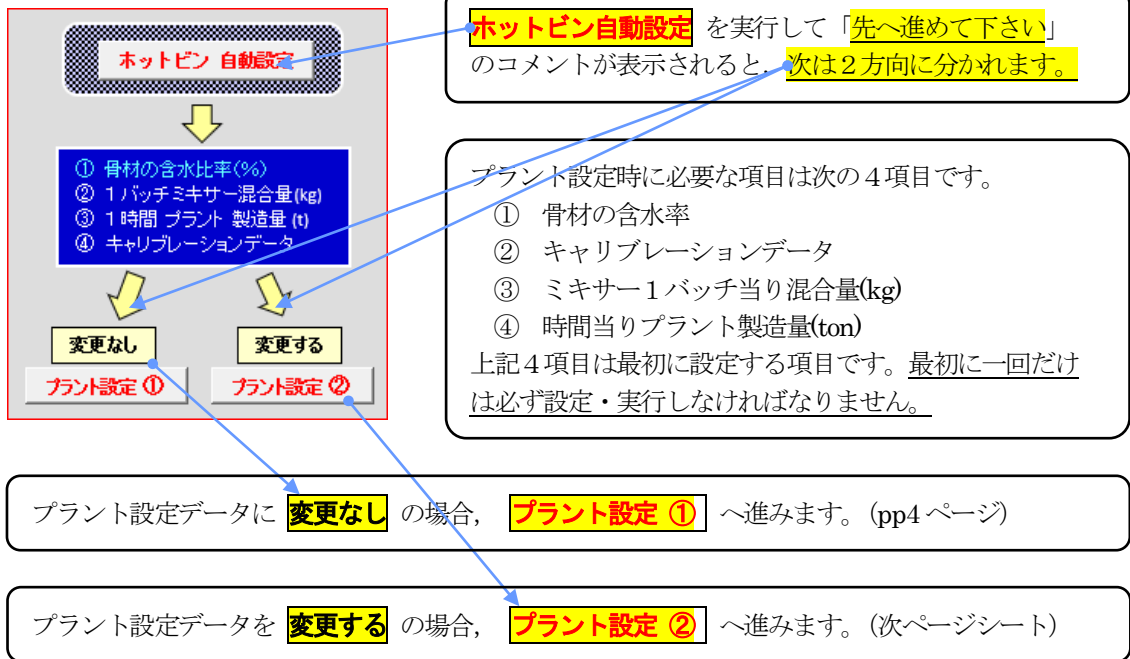 ホットビン 自動設定
① 骨材の含水比率(%)
② 1バッチミキサー混合量(kg)
③ 1時間 プラント 製造量 (t)
④ キャリブレーションデータ
変更なし
変更する
プラント設定 ①
プラント設定 ②
ホットビン自動設定 を実行して「先へ進めて下さい」
のコメントが表示されると，次は２方向に分かれます。
プラント設定時に必要な項目は次の４項目です。
① 骨材の含水率
② キャリブレーションデータ
③ ミキサー１バッチ当り混合量(kg)
④ 時間当りプラント製造量(ton)
上記４項目は最初に設定する項目です。最初に一回だけ
は必ず設定・実行しなければなりません。
プラント設定データに 変更なし の場合， プラント設定 ① へ進みます。(pp4 ページ)
プラント設定データを 変更する の場合， プラント設定 ② へ進みます。(次ページシート)